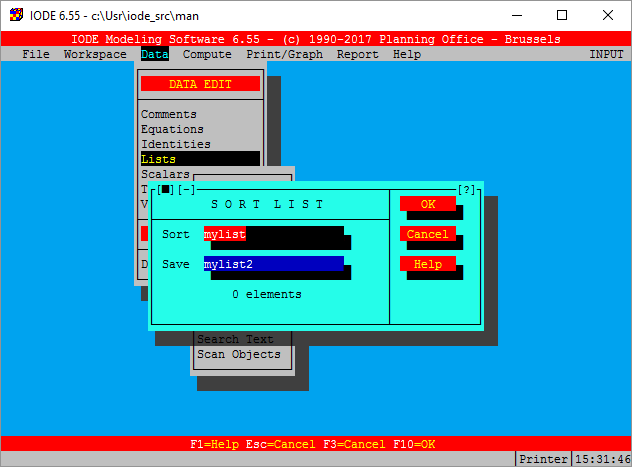 IODE 6.55 - c:\Usr\iode_src\man
IODE Modeling Software 6.55 - (c) 1990-2017 Planning Office - Brussels
File Workspace Data Compute Print/Graph Report Help INPUT
DATA EDIT
Comments
Equations
Identities
Lists
Scalars
T
V
D
[■][-] [?]
S O R T L I S T
OK
Sort mylist
Cancel
Save mylist2
Help
0 elements
Search Text
Scan Objects
F1=Help Esc=Cancel F3=Cancel F10=OK
Printer 15:31:46